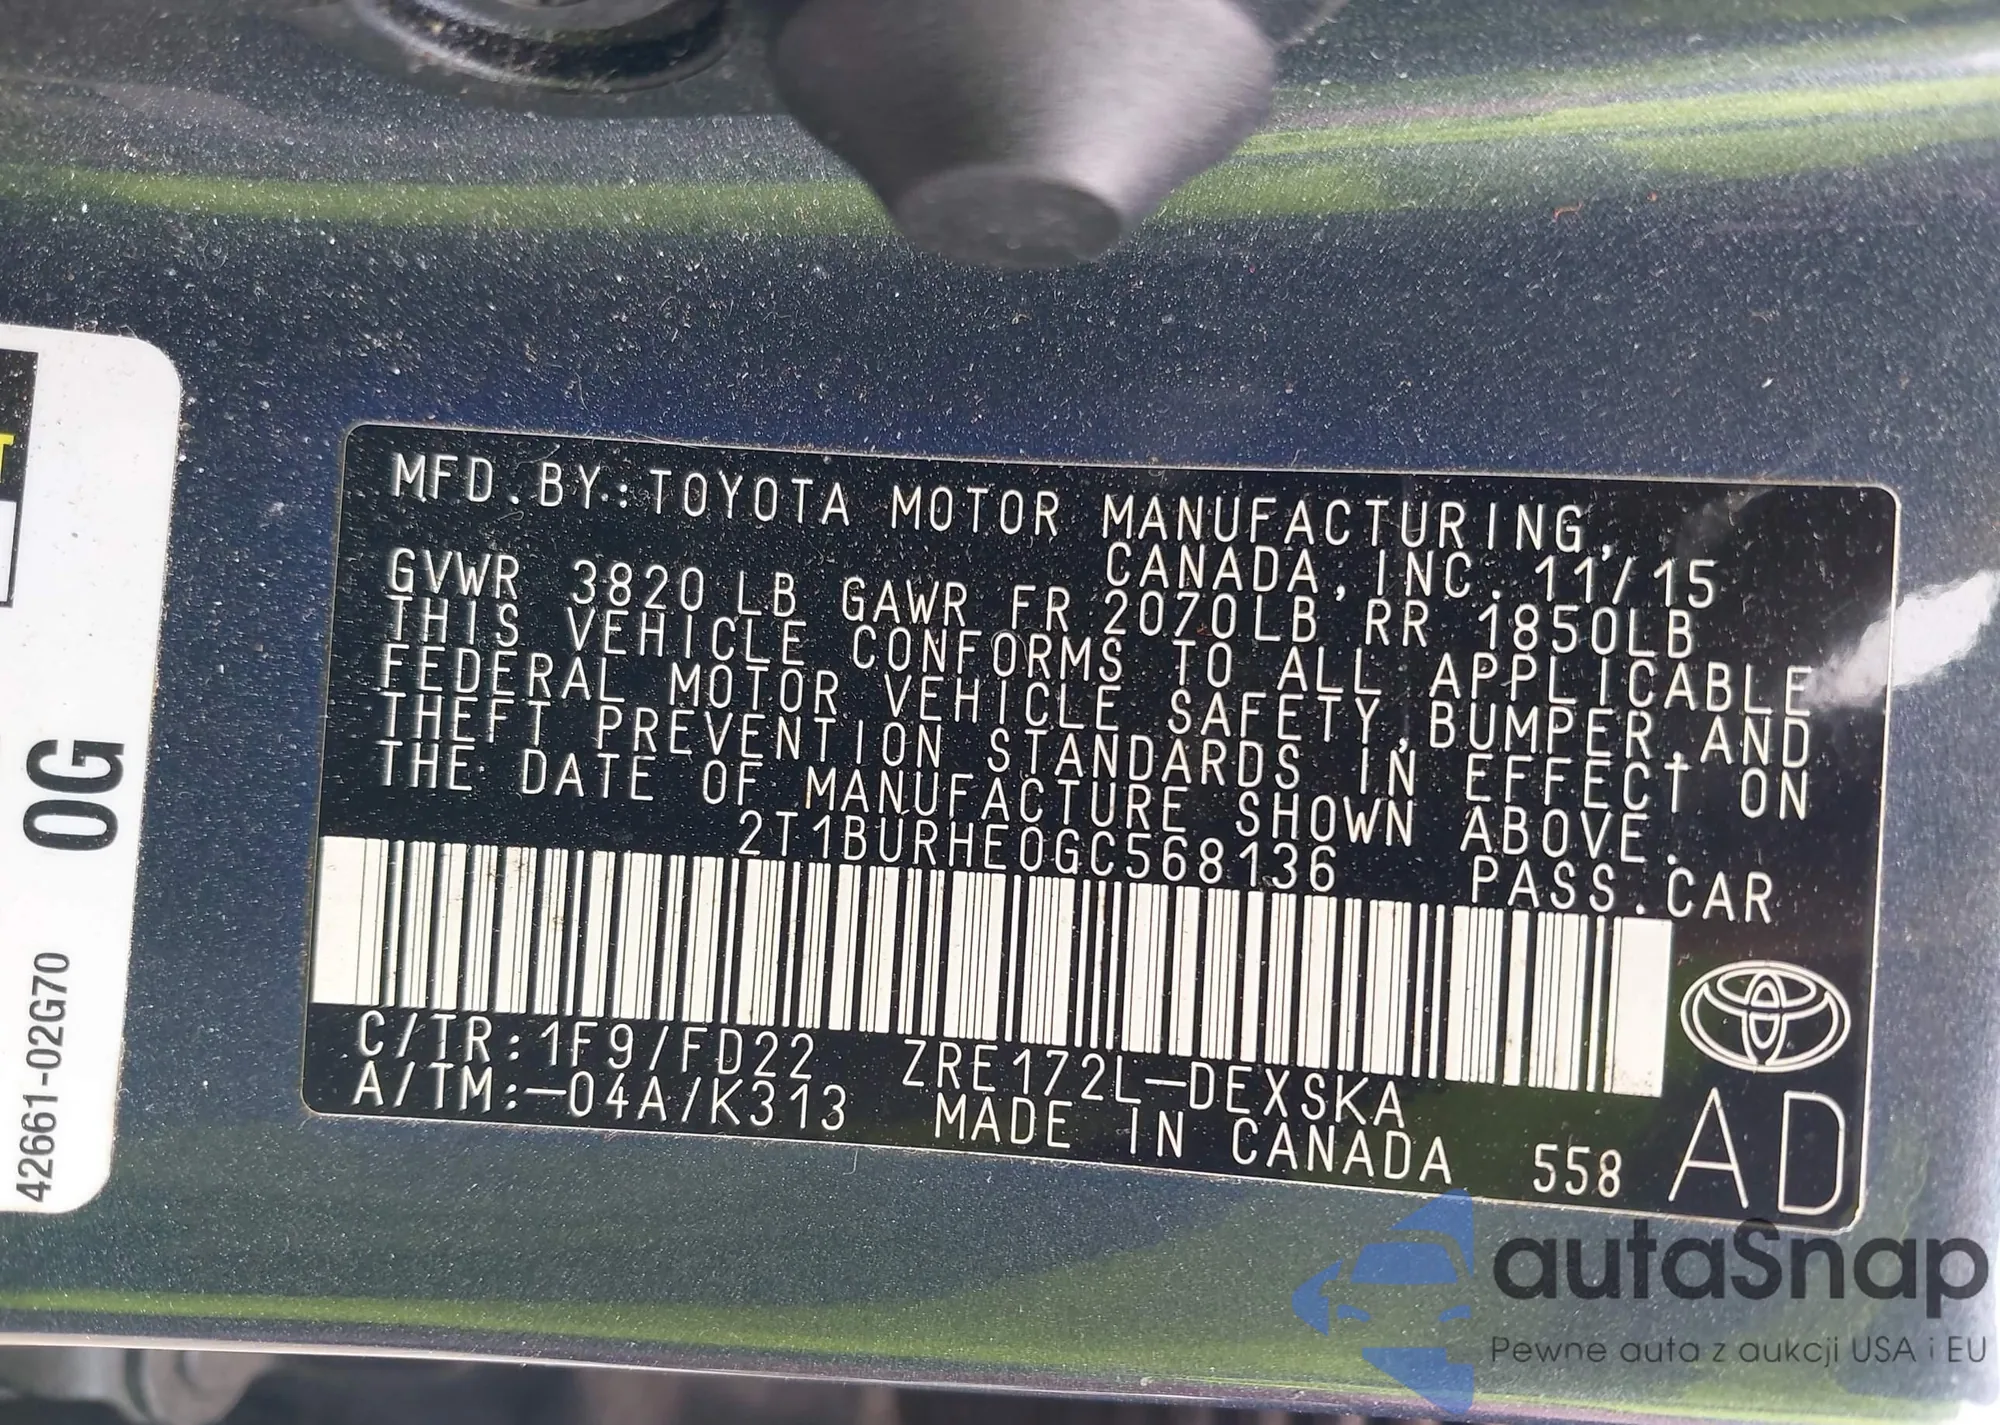 MFD.BY:TOYOTA MOTOR MANUFACTURING,
CANADA,INC. 11/15
GVWR 3820LB GAWR FR 2070LB RR 1850LB
THIS VEHICLE CONFORMS TO ALL APPLICABLE
FEDERAL MOTOR VEHICLE SAFETY,BUMPER,AND
THEFT PREVENTION STANDARDS IN EFFECT ON
THE DATE OF MANUFACTURE SHOWN ABOVE.
2T1BURHE0GC568136 PASS.CAR
C/TR:1F9/FD22 ZRE172L-DEXSKA
A/TM:-04A/K313 MADE IN CANADA 558 AD
0G
42661-02G70
autaSnap
Pewne auta z aukcji USA i EU